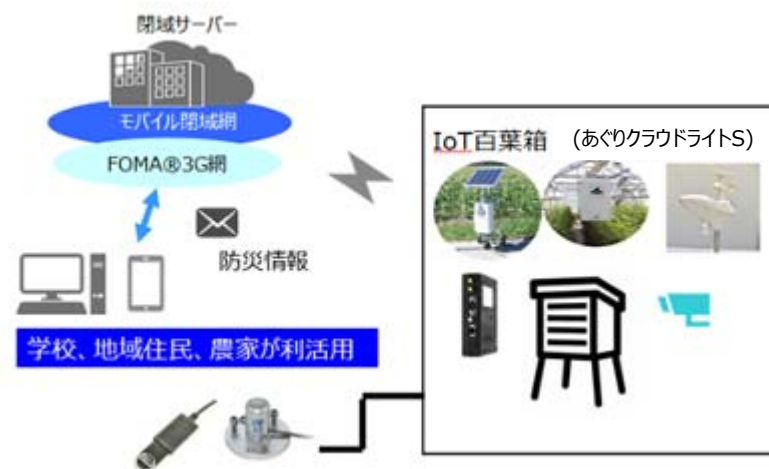 閉域サーバー
モバイル閉域網
FOMA®3G網
防災情報
学校、地域住民、農家が利活用
IoT百葉箱 (あぐりクラウドライトS)